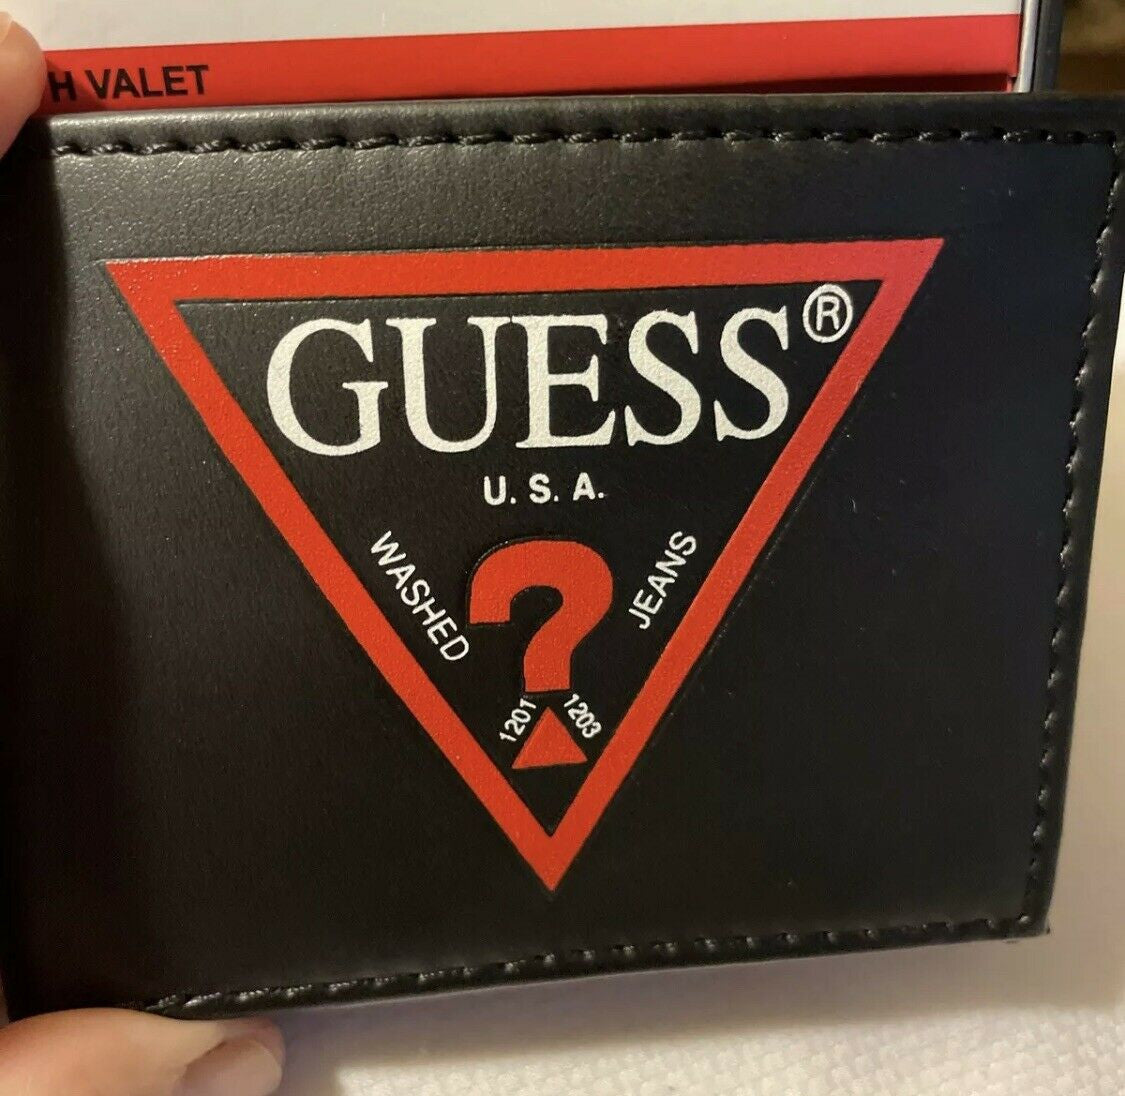 H VALET
GUESS®
U. S. A.
WASHED
?
JEANS
1201
1203